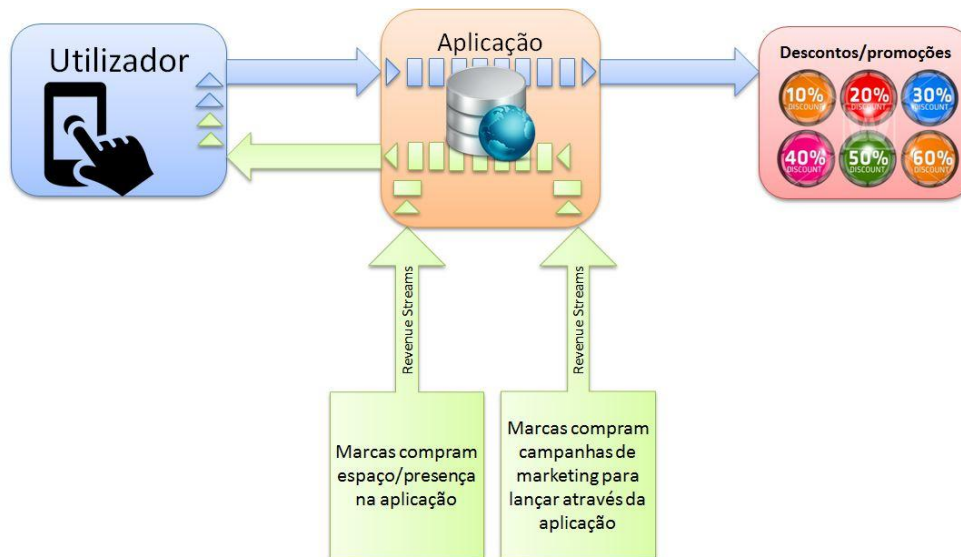 Utilizador
Aplicação
Descontos/promoções
10%
DISCOUNT
20%
DISCOUNT
30%
DISCOUNT
40%
DISCOUNT
50%
DISCOUNT
60%
DISCOUNT
Revenue Streams
Revenue Streams
Marcas compram
espaço/presença
na aplicação
Marcas compram
campanhas de
marketing para
lançar através da
aplicação